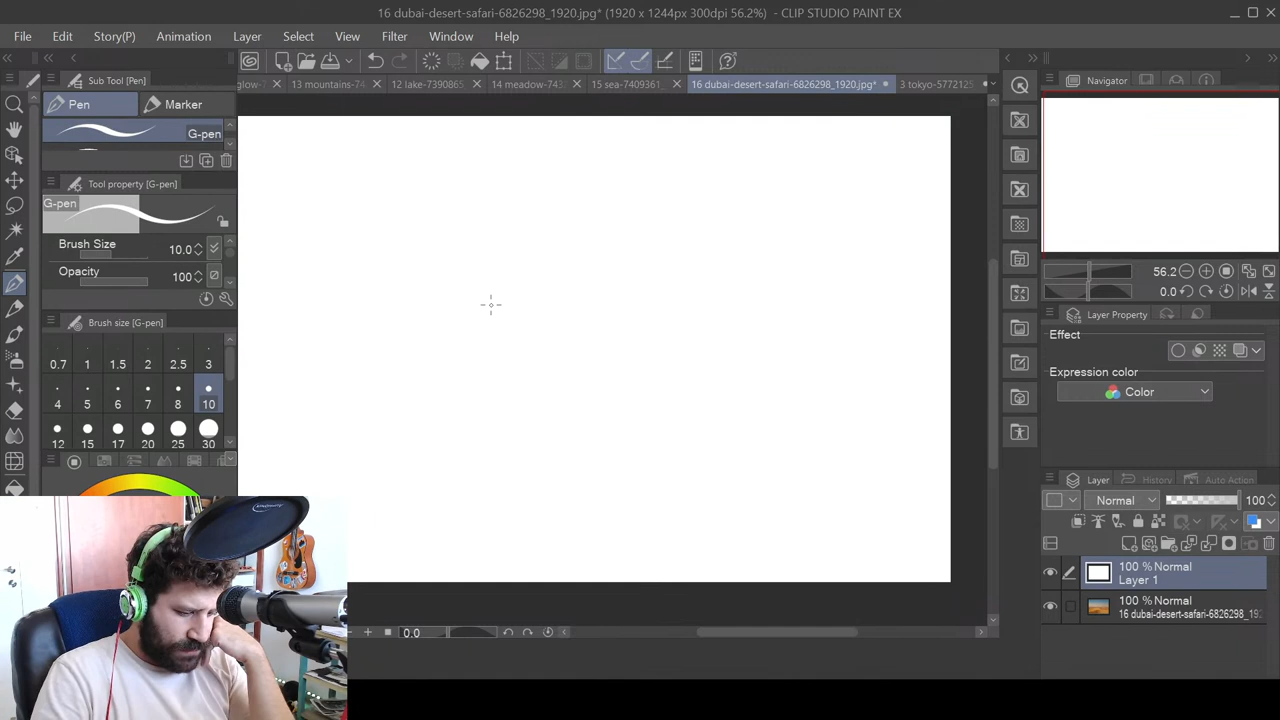 16 dubai-desert-safari-6826298_1920.jpg* (1920 x 1244px 300dpi 56.2%) - CLIP STUDIO PAINT EX
File Edit Story(P) Animation Layer Select View Filter Window Help
Sub Tool [Pen]
glow- 13 mountains-74 12 lake-7390865 14 meadow-743 15 sea-7409361_ 16 dubai-desert-safari-6826298_1920.jpg* 3 tokyo-5772125
Navigator
Pen Marker
G-pen
Tool property [G-pen]
G-pen
Brush Size 10.0
Opacity 100
56.2
0.0
Layer Property
Effect
Expression color
Color
Brush size [G-pen]
0.7 1 1.5 2 2.5 3
4 5 6 7 8 10
12 15 17 20 25 30
Layer History Auto Action
Normal 100
100 % Normal
Layer 1
100 % Normal
16 dubai-desert-safari-6826298_19
0.0